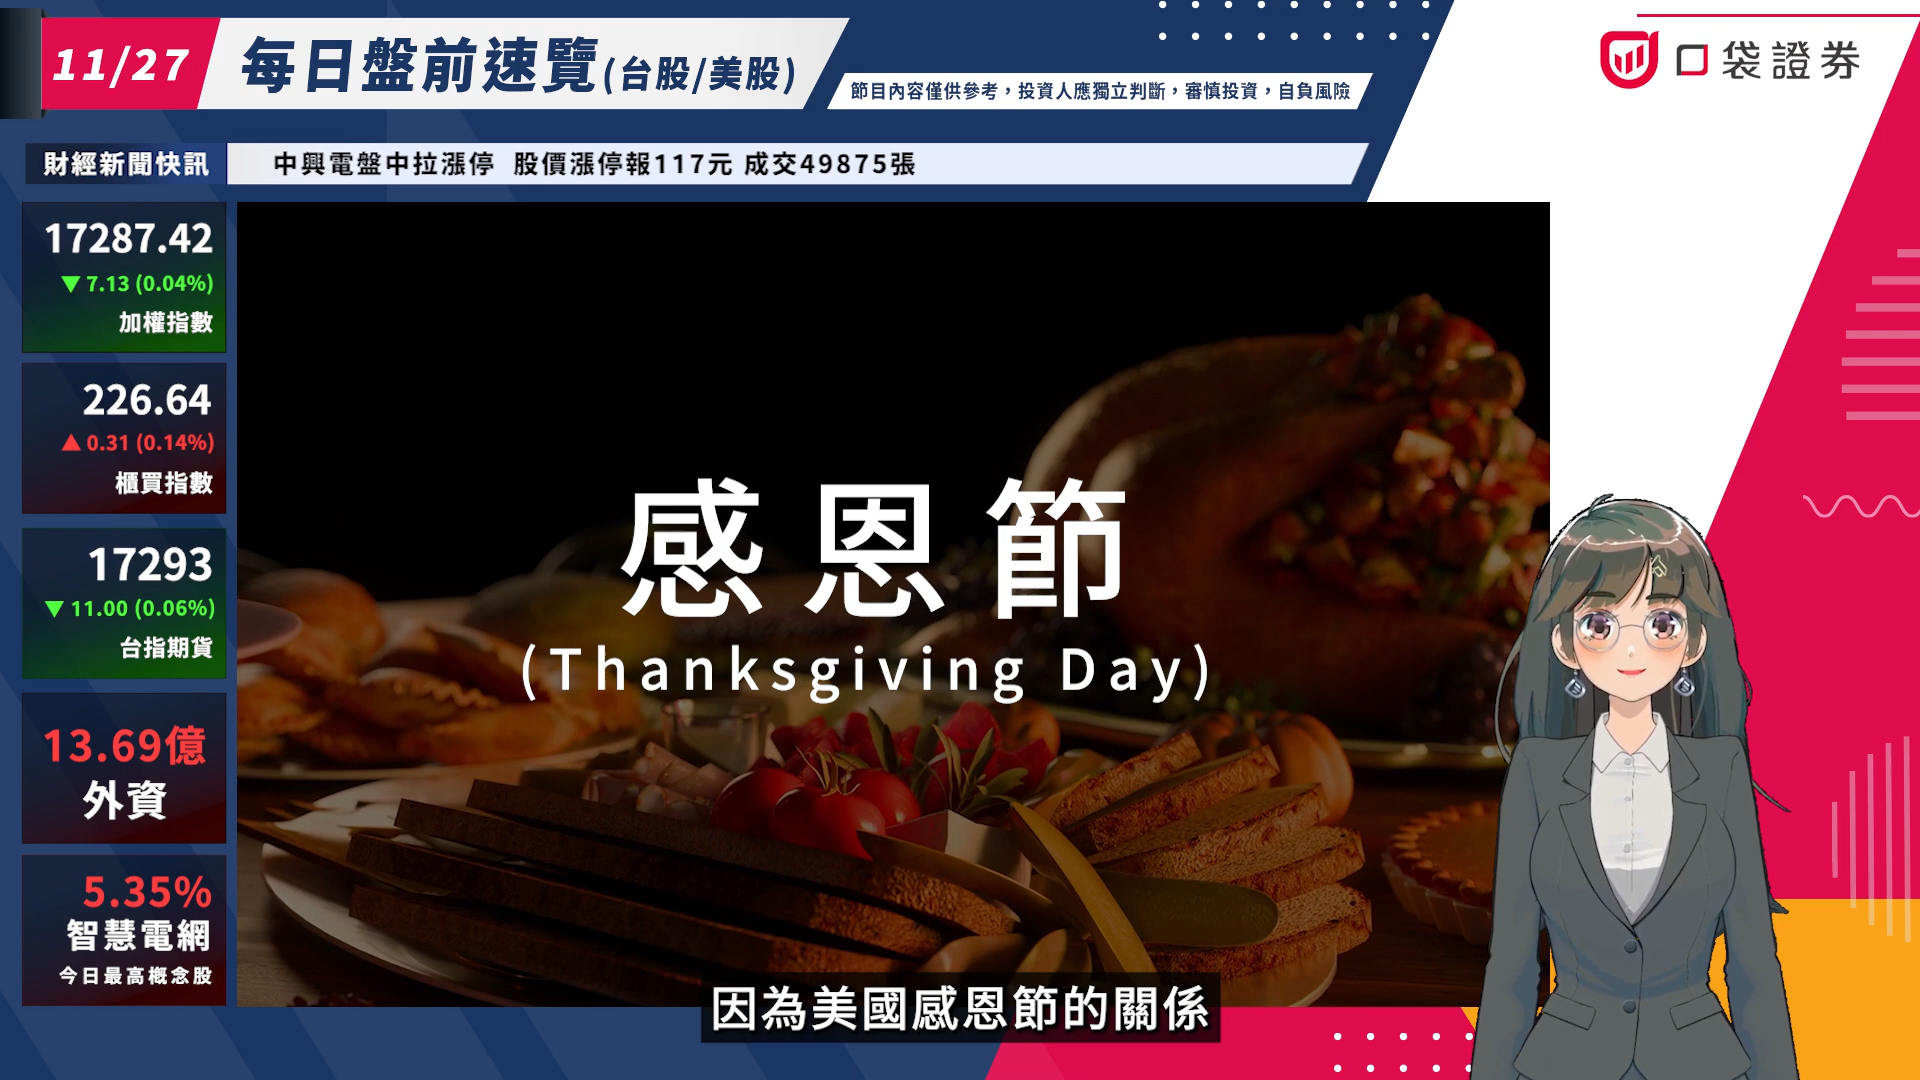 11/27
每日盤前速覽(台股/美股)
節目內容僅供參考，投資人應獨立判斷，審慎投資，自負風險
口袋證券
財經新聞快訊
中興電盤中拉漲停 股價漲停報117元 成交49875張
17287.42
▼ 7.13 (0.04%)
加權指數
226.64
▲ 0.31 (0.14%)
櫃買指數
17293
▼ 11.00 (0.06%)
台指期貨
13.69億
外資
5.35%
智慧電網
今日最高概念股
感恩節
(Thanksgiving Day)
因為美國感恩節的關係